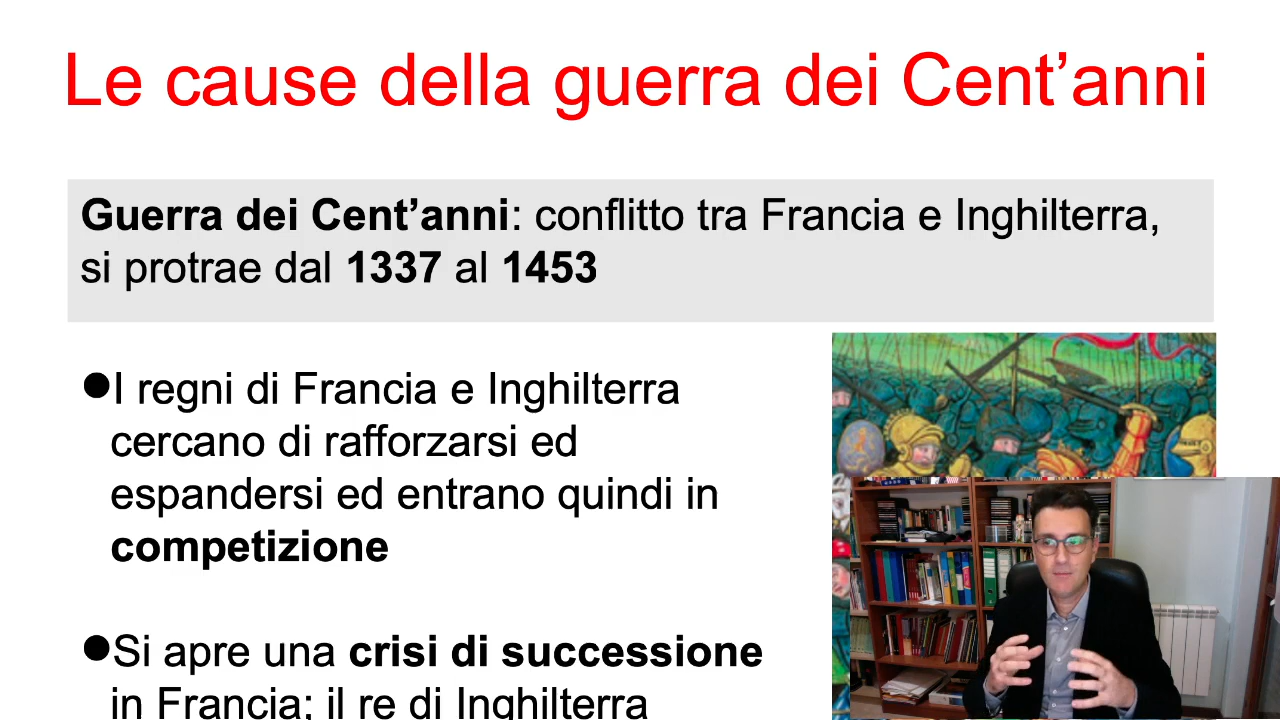 Le cause della guerra dei Cent’anni
Guerra dei Cent’anni: conflitto tra Francia e Inghilterra,
si protrae dal 1337 al 1453
●I regni di Francia e Inghilterra
cercano di rafforzarsi ed
espandersi ed entrano quindi in
competizione
●Si apre una crisi di successione
in Francia; il re di Inghilterra